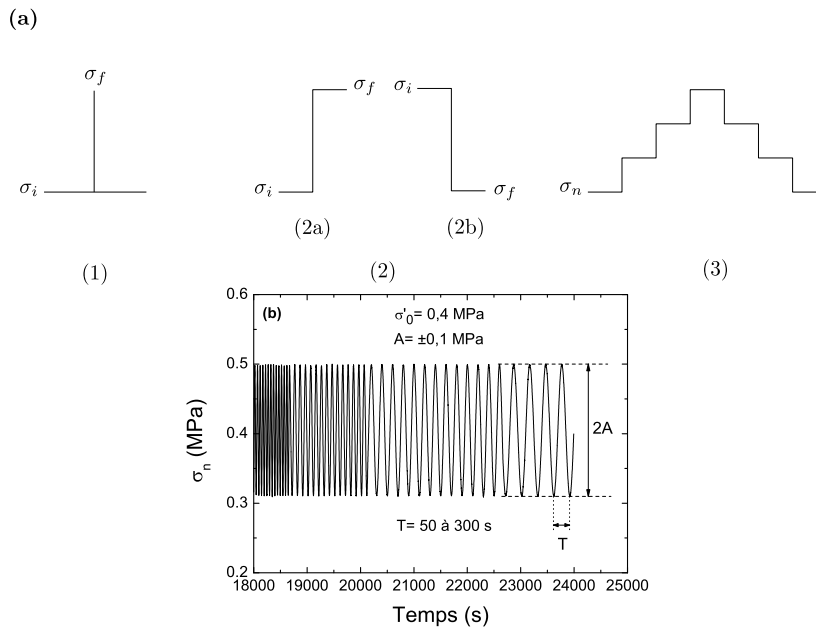 (a)
σf
σi
σf
σi
σi
σf
σn
(2a)
(2b)
(1)
(2)
(3)
(b)
σ'0= 0,4 MPa
A= ±0,1 MPa
0.6
0.5
0.4
0.3
0.2
σn (MPa)
2A
T= 50 à 300 s
T
18000 19000 20000 21000 22000 23000 24000 25000
Temps (s)